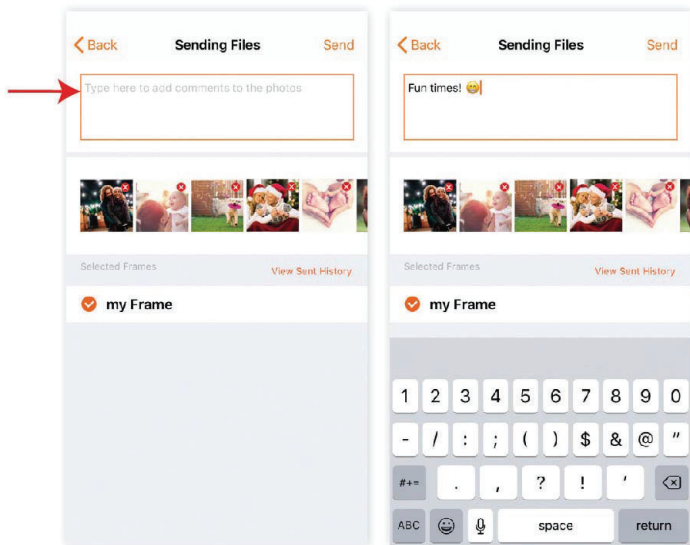 Back Sending Files Send
Type here to add comments to the photos
Selected Frames View Sent History
my Frame
Back Sending Files Send
Fun times! 😁
Selected Frames View Sent History
my Frame
1 2 3 4 5 6 7 8 9 0
- / : ; ( ) $ & @ "
#+= . , ? ! '
ABC space return